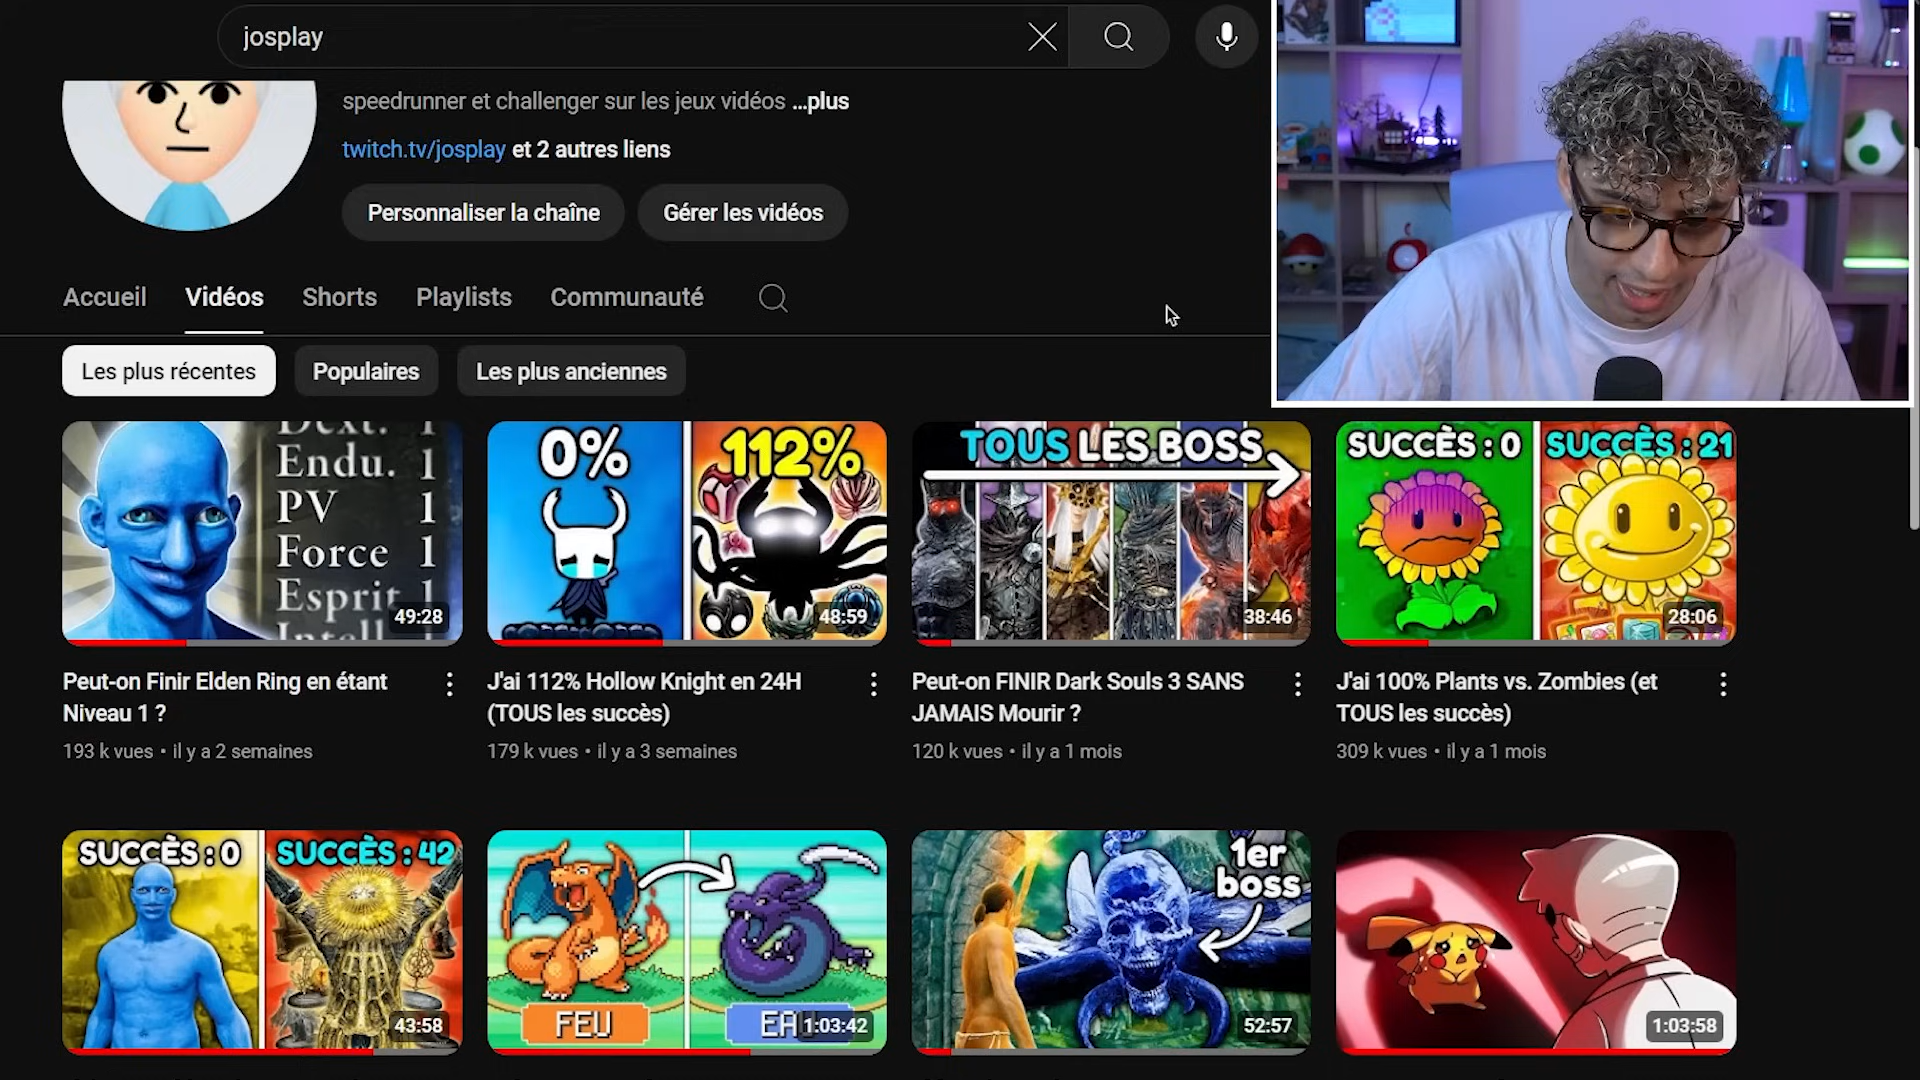 josplay
speedrunner et challenger sur les jeux vidéos ...plus
twitch.tv/josplay et 2 autres liens
Personnaliser la chaîne
Gérer les vidéos
Accueil
Vidéos
Shorts
Playlists
Communauté
Les plus récentes
Populaires
Les plus anciennes
Dext. 1
Endu. 1
PV 1
Force 1
Esprit 1
Intell
49:28
0%
112%
48:59
TOUS LES BOSS
38:46
SUCCÈS : 0
SUCCÈS : 21
28:06
Peut-on Finir Elden Ring en étant
Niveau 1 ?
193 k vues • il y a 2 semaines
J'ai 112% Hollow Knight en 24H
(TOUS les succès)
179 k vues • il y a 3 semaines
Peut-on FINIR Dark Souls 3 SANS
JAMAIS Mourir ?
120 k vues • il y a 1 mois
J'ai 100% Plants vs. Zombies (et
TOUS les succès)
309 k vues • il y a 1 mois
SUCCÈS : 0
SUCCÈS : 42
43:58
FEU
EA
1:03:42
1er
boss
52:57
1:03:58